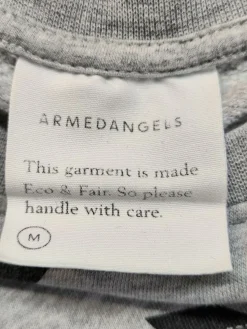 ARMEDANGELS
This garment is made
Eco & Fair. So please
handle with care.
M